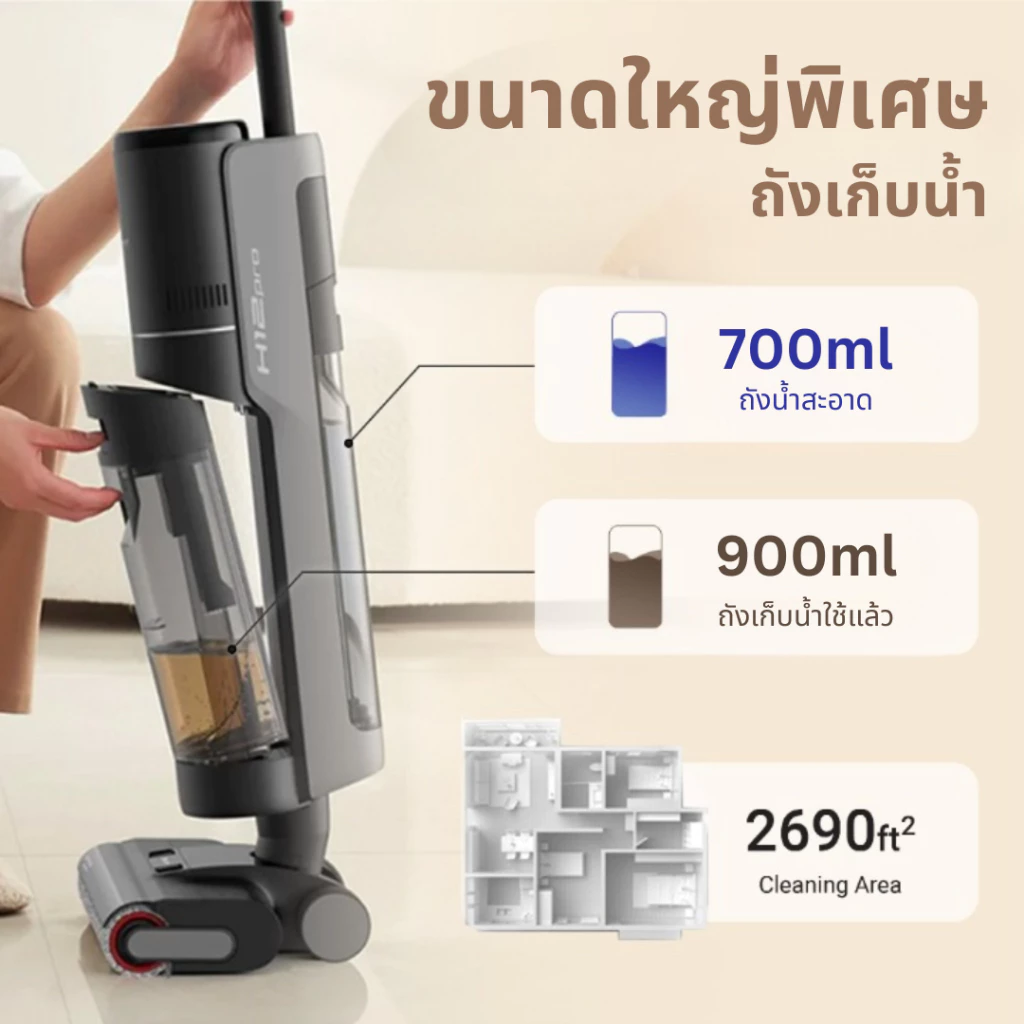 ขนาดใหญ่พิเศษ
ถังเก็บน้ำ
H12pro
700ml
ถังน้ำสะอาด
900ml
ถังเก็บน้ำใช้แล้ว
2690ft²
Cleaning Area